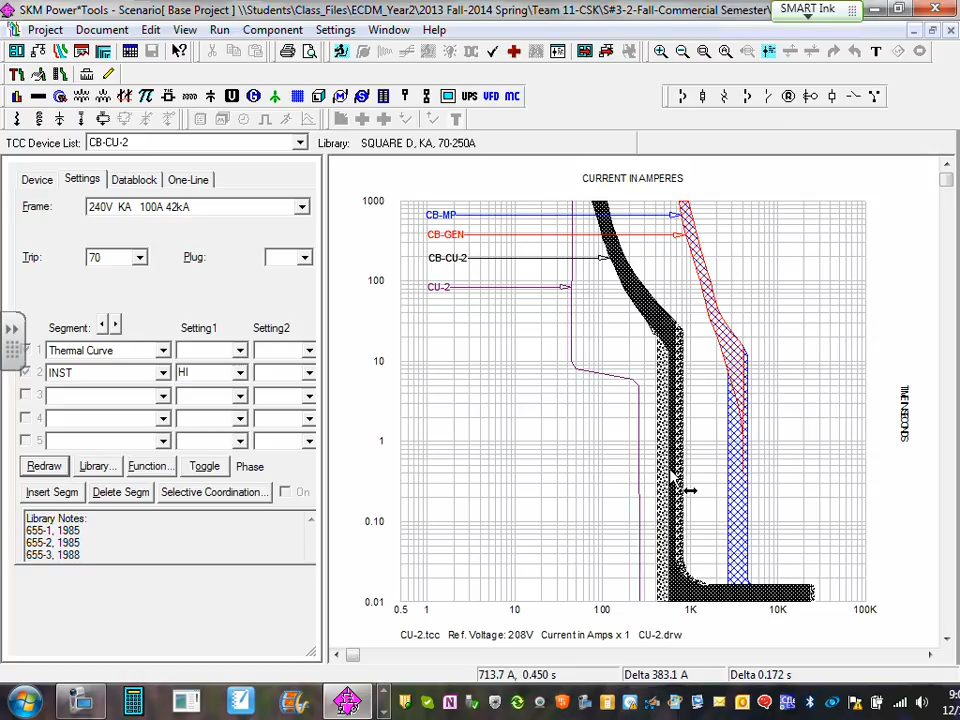 SKM Power*Tools - Scenario[ Base Project ] \\Students\Class_Files\ECDM_Year2\2013 Fall-2014 Spring\Team 11-CSK\S#3-2-Fall-Commercial Semester\
SMART Ink
Project Document Edit View Run Component Settings Window Help
UPS VFD MC
TCC Device List: CB-CU-2 Library: SQUARE D, KA, 70-250A
Device Settings Datablock One-Line
Frame: 240V KA 100A 42kA
Trip: 70 Plug:
Segment: Setting1 Setting2
1 Thermal Curve
2 INST HI
3
4
5
Redraw Library... Function... Toggle Phase
Insert Segm Delete Segm Selective Coordination... On
Library Notes:
655-1, 1985
655-2, 1985
655-3, 1988
CURRENT IN AMPERES
1000
CB-MP
CB-GEN
CB-CU-2
100
CU-2
10
1
0.10
0.01
TIME IN SECONDS
0.5 1 10 100 1K 10K 100K
CU-2.tcc Ref. Voltage: 208V Current in Amps x 1 CU-2.drw
713.7 A, 0.450 s Delta 383.1 A Delta 0.172 s